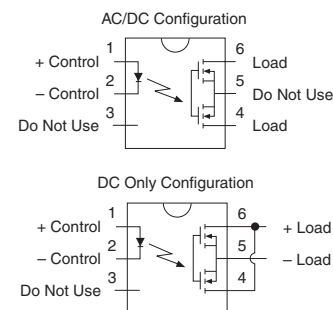 AC/DC Configuration
1
6
+ Control
Load
2
5
– Control
Do Not Use
3
4
Do Not Use
Load
DC Only Configuration
1
6
+ Control
+ Load
2
5
– Control
– Load
3
4
Do Not Use